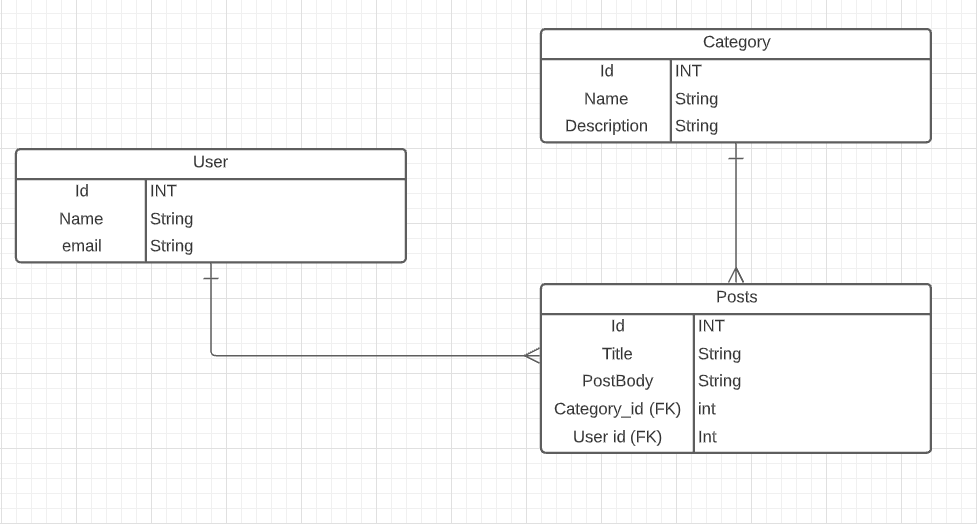 Category
Id INT
Name String
Description String
User
Id INT
Name String
email String
Posts
Id INT
Title String
PostBody String
Category_id (FK) int
User id (FK) Int